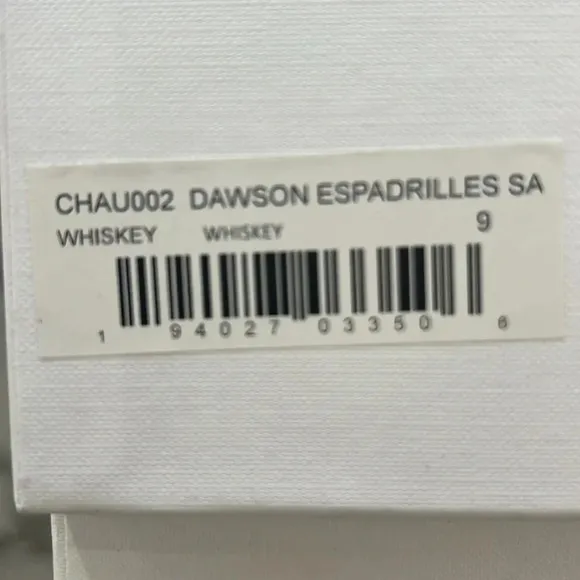 CHAU002 DAWSON ESPADRILLES SA
WHISKEY WHISKEY 9
1 94027 03350 6